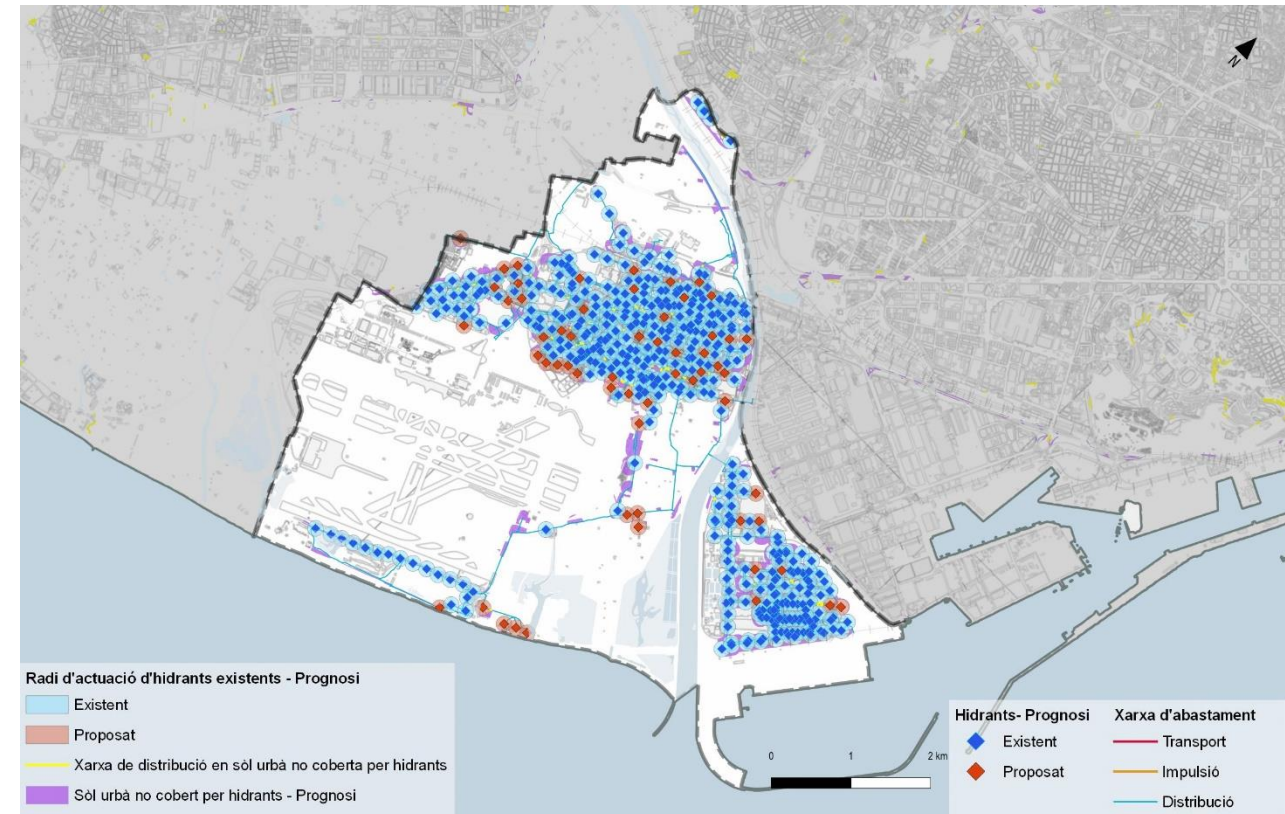 N
Radi d'actuació d'hidrants existents - Prognosi
Existent
Proposat
Xarxa de distribució en sòl urbà no coberta per hidrants
Sòl urbà no cobert per hidrants - Prognosi
0 1 2 km
Hidrants- Prognosi Xarxa d'abastament
Existent Transport
Proposat Impulsió
Distribució